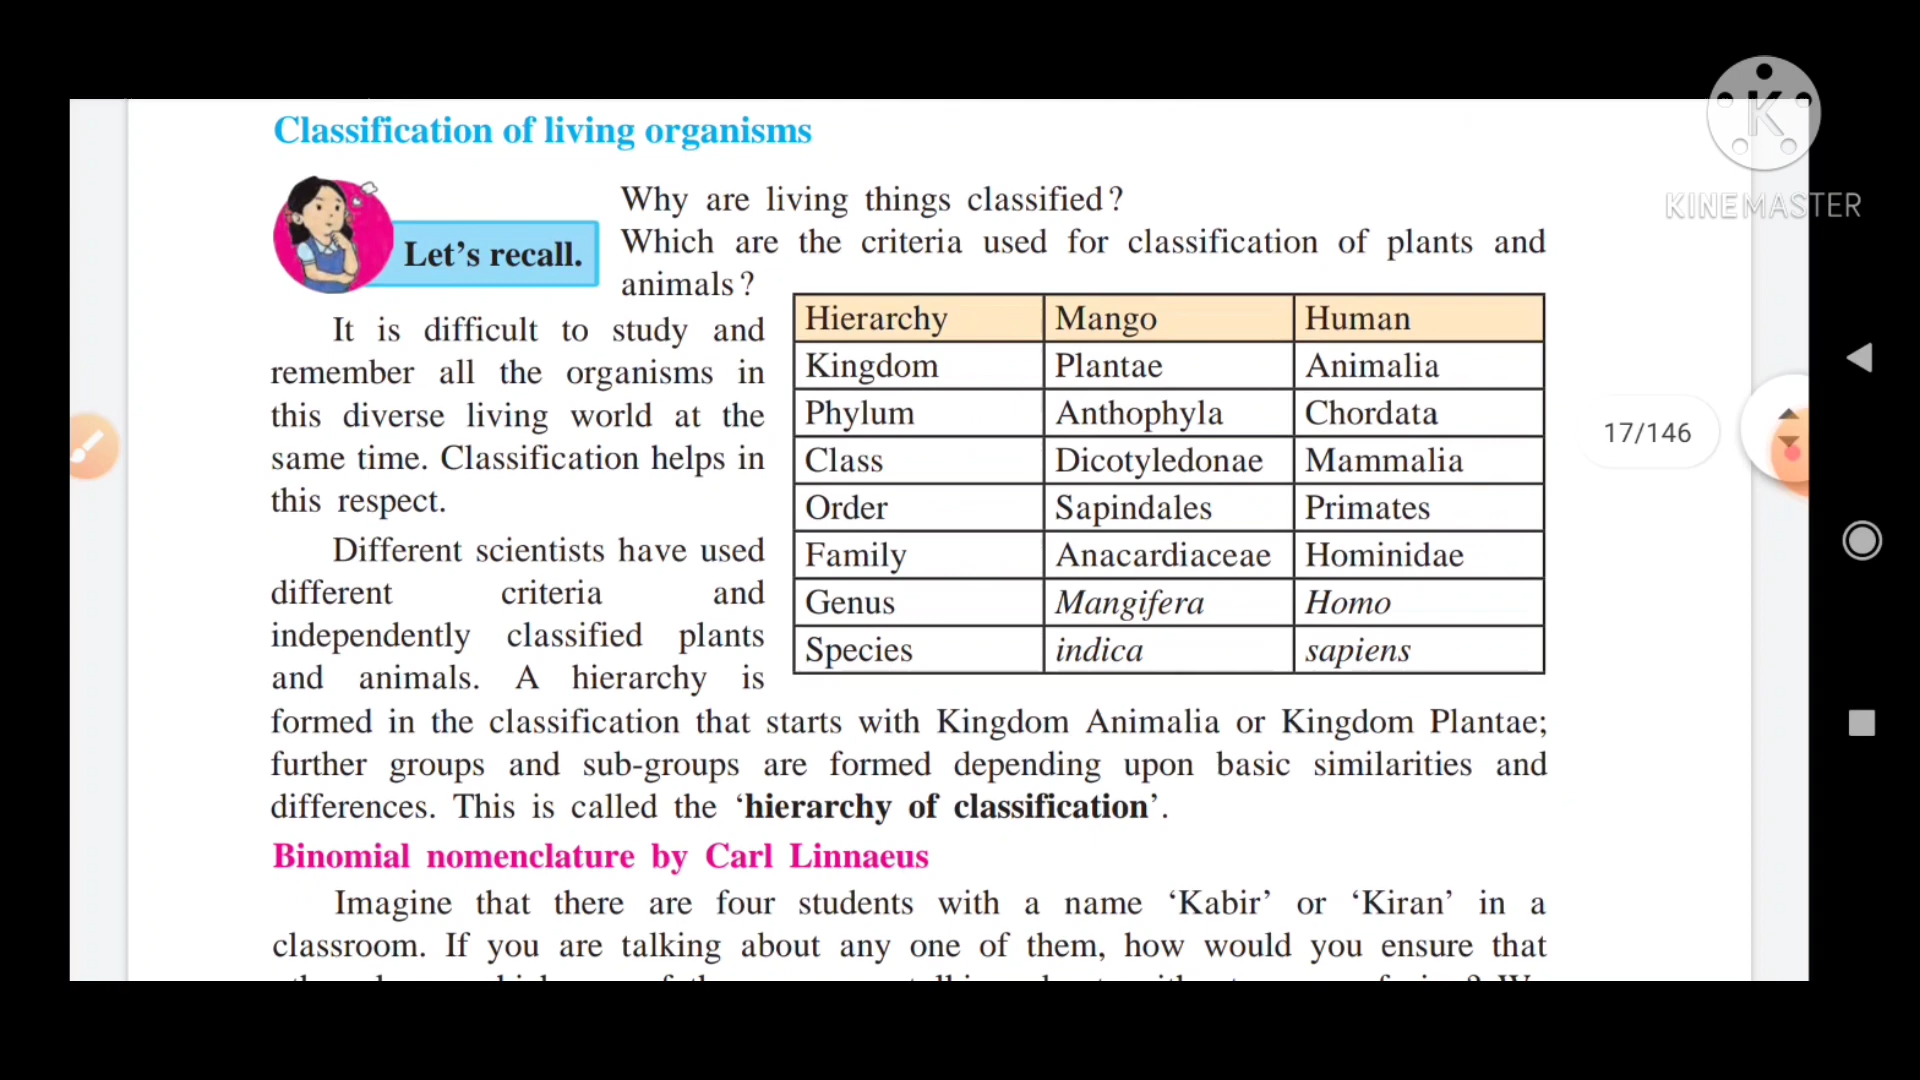 Classification of living organisms
Let’s recall.
Why are living things classified?
Which are the criteria used for classification of plants and
animals?
It is difficult to study and
remember all the organisms in
this diverse living world at the
same time. Classification helps in
this respect.
Different scientists have used
different criteria and
independently classified plants
and animals. A hierarchy is
Hierarchy Mango Human
Kingdom Plantae Animalia
Phylum Anthophyla Chordata
Class Dicotyledonae Mammalia
Order Sapindales Primates
Family Anacardiaceae Hominidae
Genus Mangifera Homo
Species indica sapiens
formed in the classification that starts with Kingdom Animalia or Kingdom Plantae;
further groups and sub-groups are formed depending upon basic similarities and
differences. This is called the ‘hierarchy of classification’.
Binomial nomenclature by Carl Linnaeus
Imagine that there are four students with a name ‘Kabir’ or ‘Kiran’ in a
classroom. If you are talking about any one of them, how would you ensure that
17/146
K
KINEMASTER